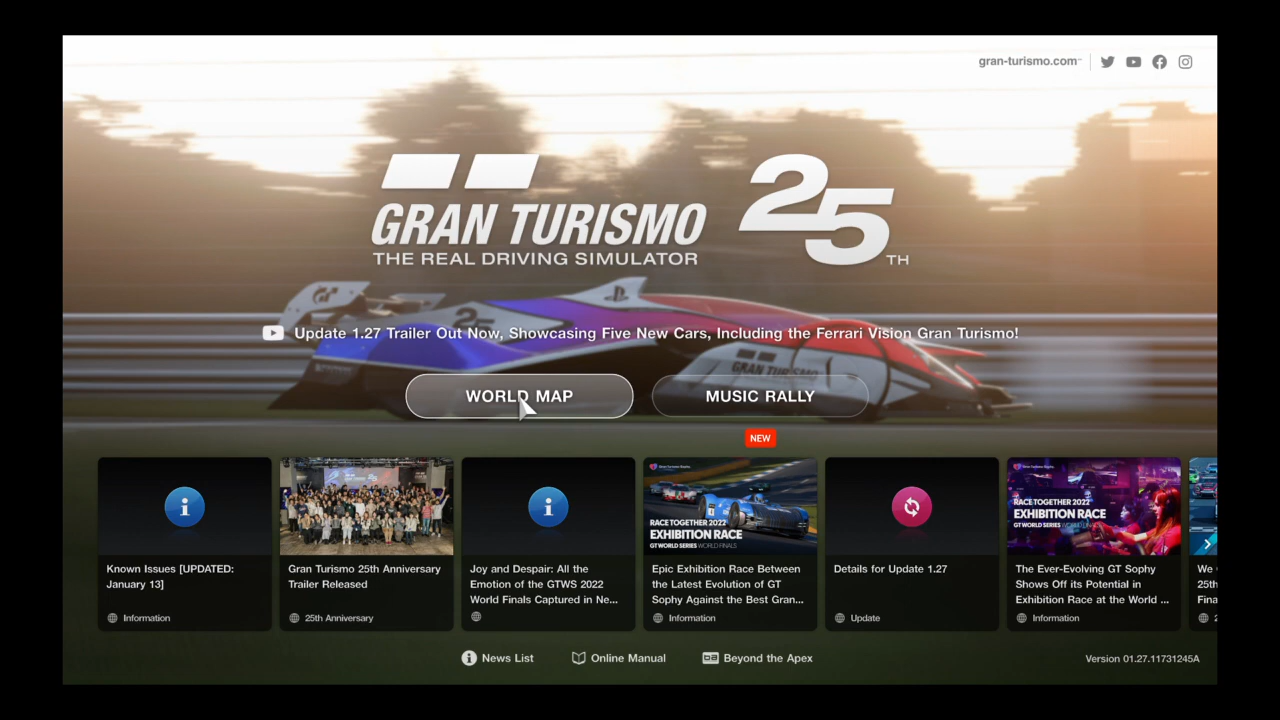 gran-turismo.com
GRAN TURISMO
THE REAL DRIVING SIMULATOR
25TH
Update 1.27 Trailer Out Now, Showcasing Five New Cars, Including the Ferrari Vision Gran Turismo!
WORLD MAP
MUSIC RALLY
NEW
Known Issues [UPDATED:
January 13]
Information
Gran Turismo 25th Anniversary
Trailer Released
25th Anniversary
Joy and Despair: All the
Emotion of the GTWS 2022
World Finals Captured in Ne...
RACE TOGETHER 2022
EXHIBITION RACE
GT WORLD SERIES WORLD FINALS
Epic Exhibition Race Between
the Latest Evolution of GT
Sophy Against the Best Gran...
Information
Details for Update 1.27
Update
RACE TOGETHER 2022
EXHIBITION RACE
GT WORLD SERIES WORLD FINALS
The Ever-Evolving GT Sophy
Shows Off its Potential in
Exhibition Race at the World ...
Information
We
25th
Fina
News List
Online Manual
Beyond the Apex
Version 01.27.11731245A